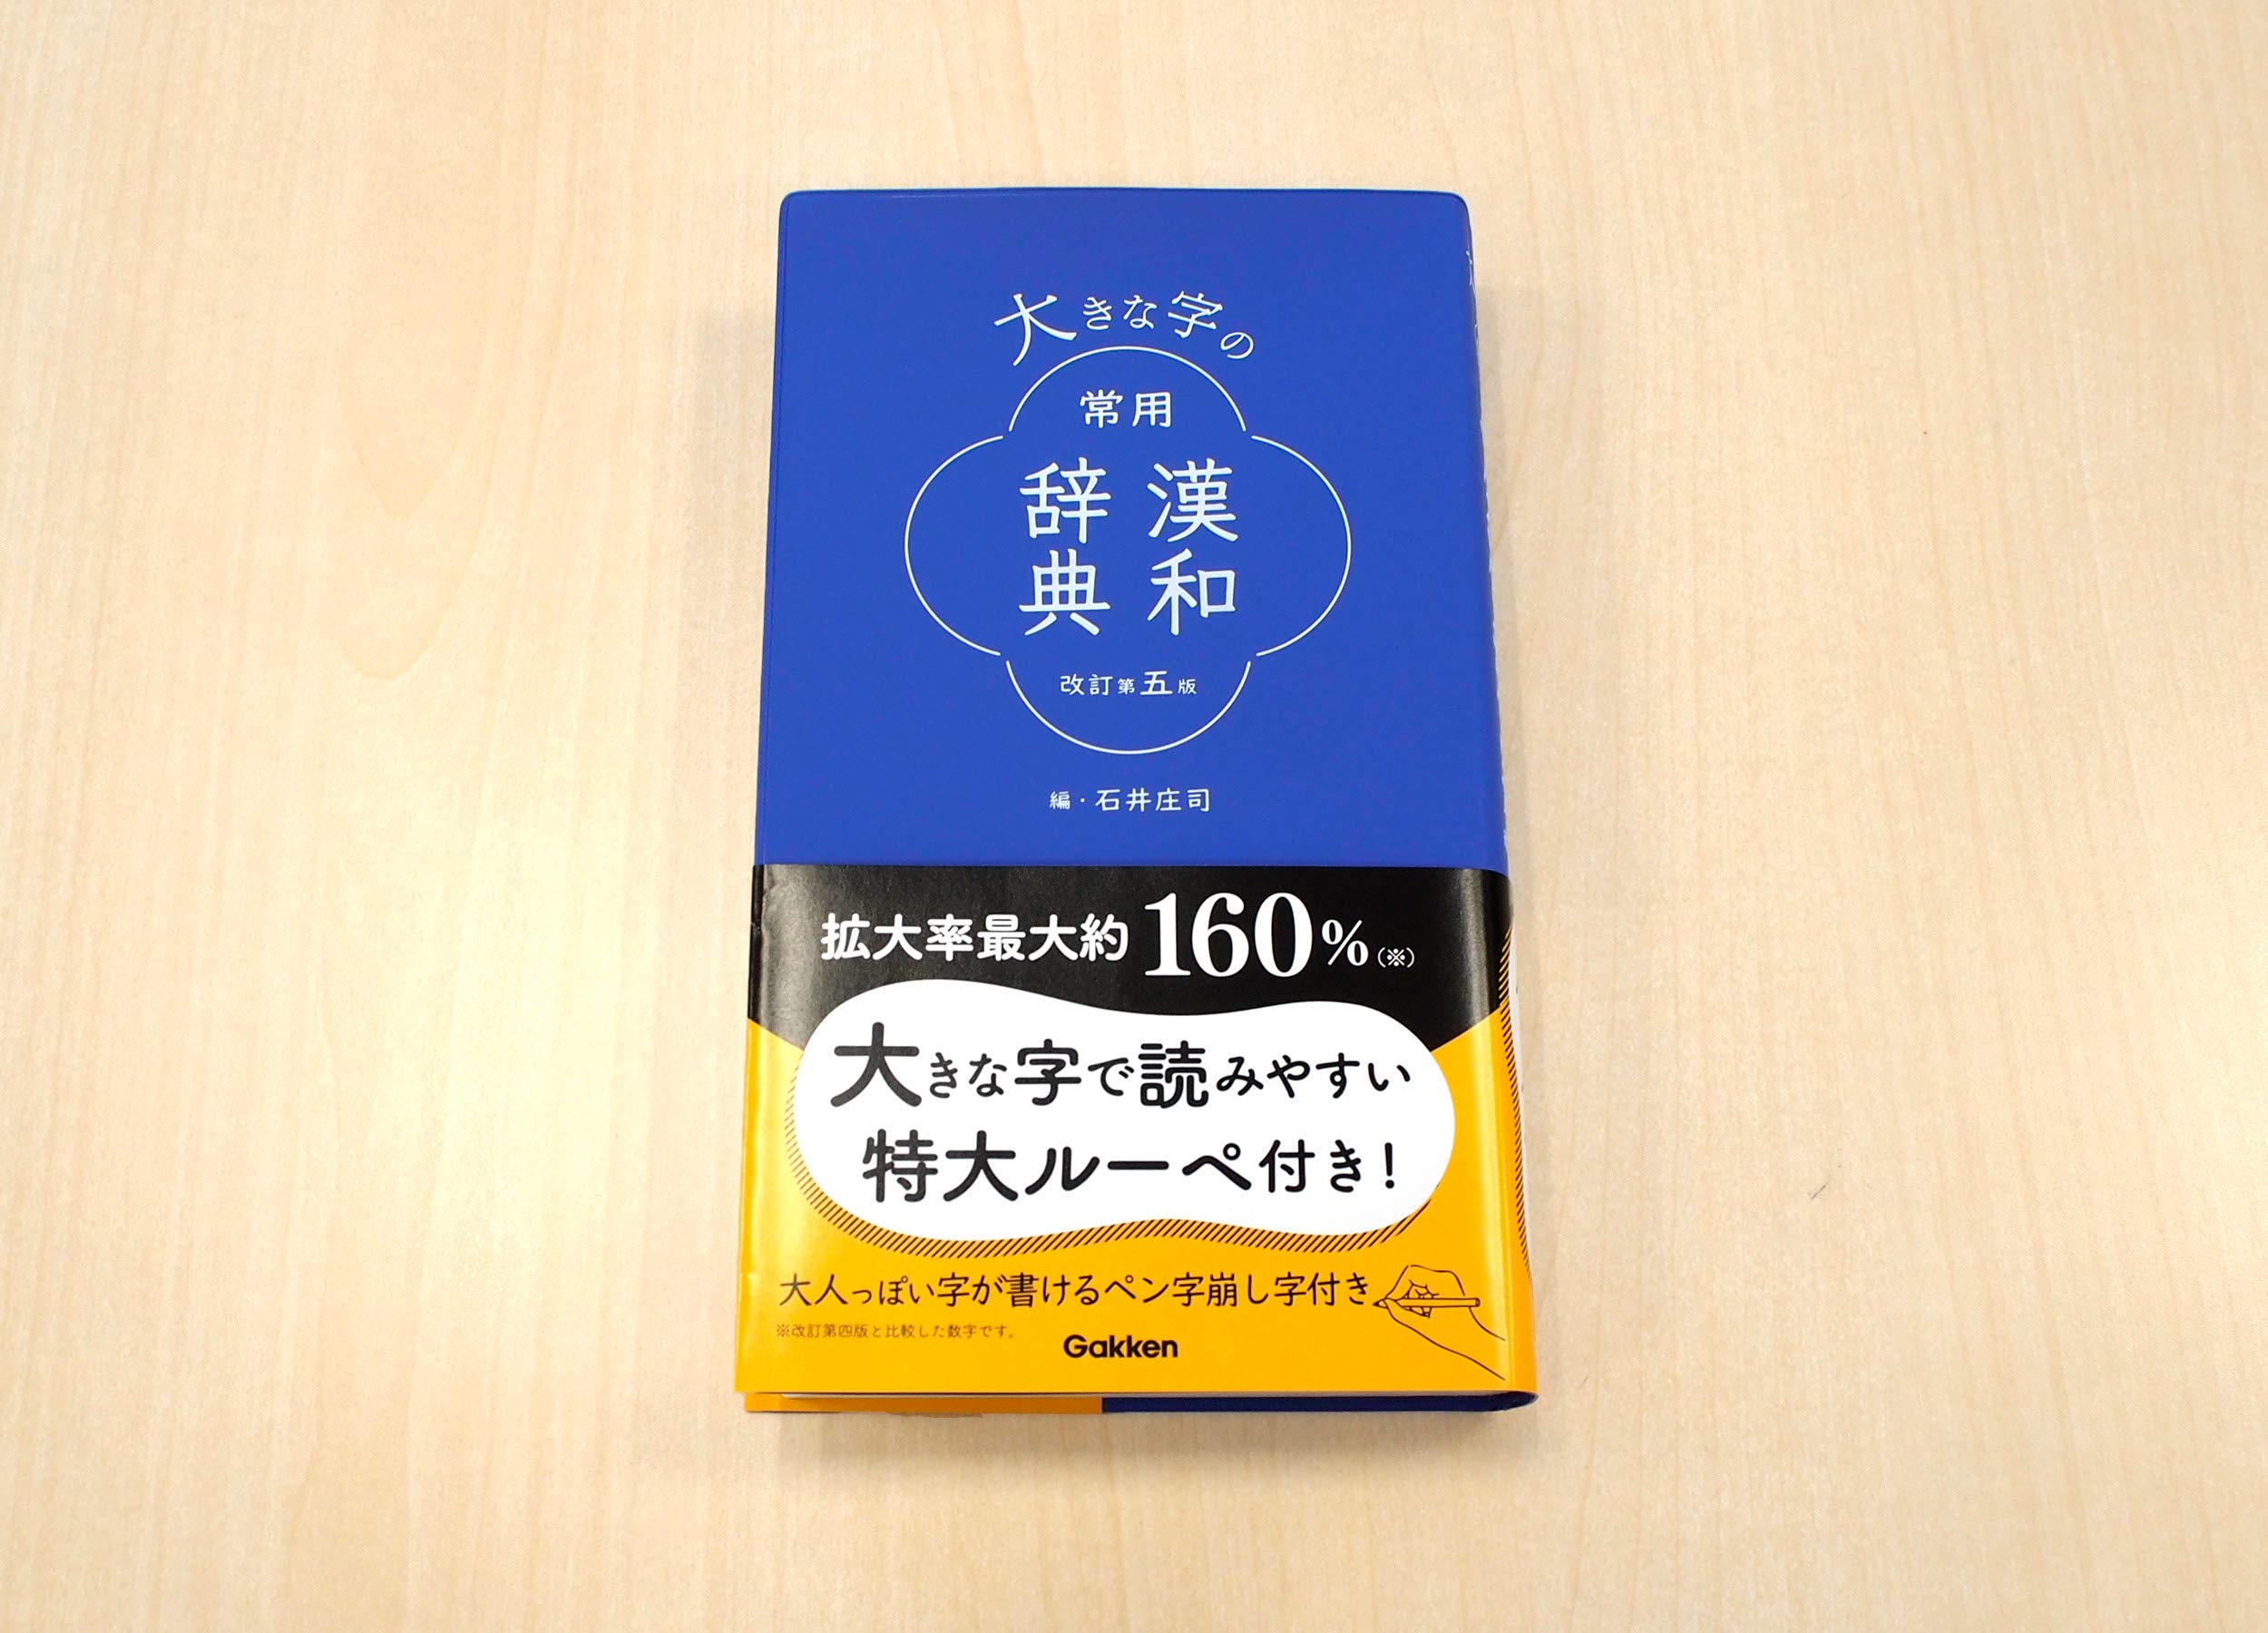 大きな字の
常用
漢和
辞典
改訂第五版
編・石井庄司
拡大率最大約160%(※)
大きな字で読みやすい
特大ルーペ付き!
大人っぽい字が書けるペン字崩し字付き
※改訂第四版と比較した数字です。
Gakken